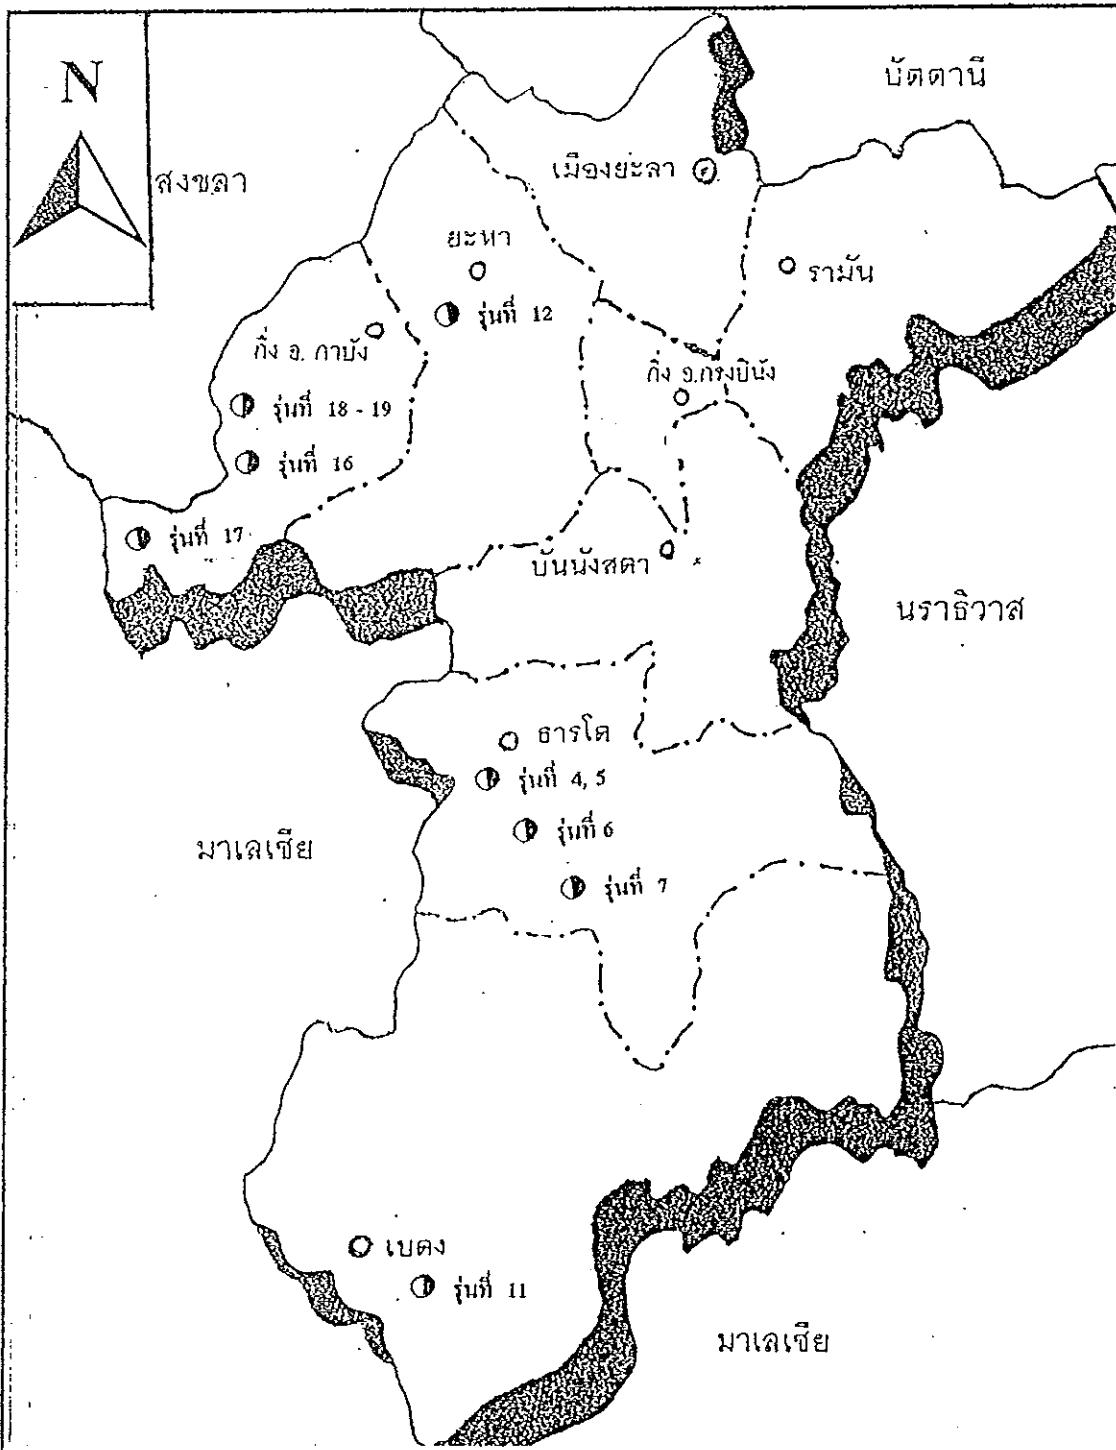 N
ปัตตานี
สงขลา
เมืองยะลา
ยะหา
รามัน
รุ่นที่ 12
กิ่ง อ. กาบัง
กิ่ง อ.กรงปินัง
รุ่นที่ 18 - 19
รุ่นที่ 16
รุ่นที่ 17
บันนังสตา
นราธิวาส
ธารโต
รุ่นที่ 4, 5
รุ่นที่ 6
มาเลเซีย
รุ่นที่ 7
เบตง
รุ่นที่ 11
มาเลเซีย